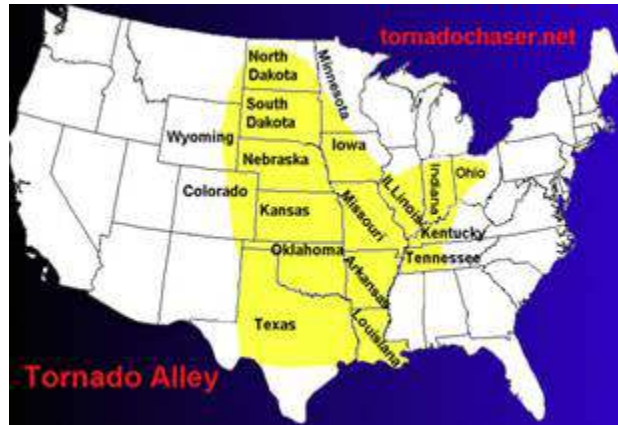 tornadochaser.net
North
Dakota
Minnesota
South
Dakota
Wyoming
Iowa
Nebraska
Colorado
Kansas
Missouri
ILLinois
Indiana
Ohio
Kentucky
Tennessee
Oklahoma
Arkansas
Texas
Louisiana
Tornado Alley